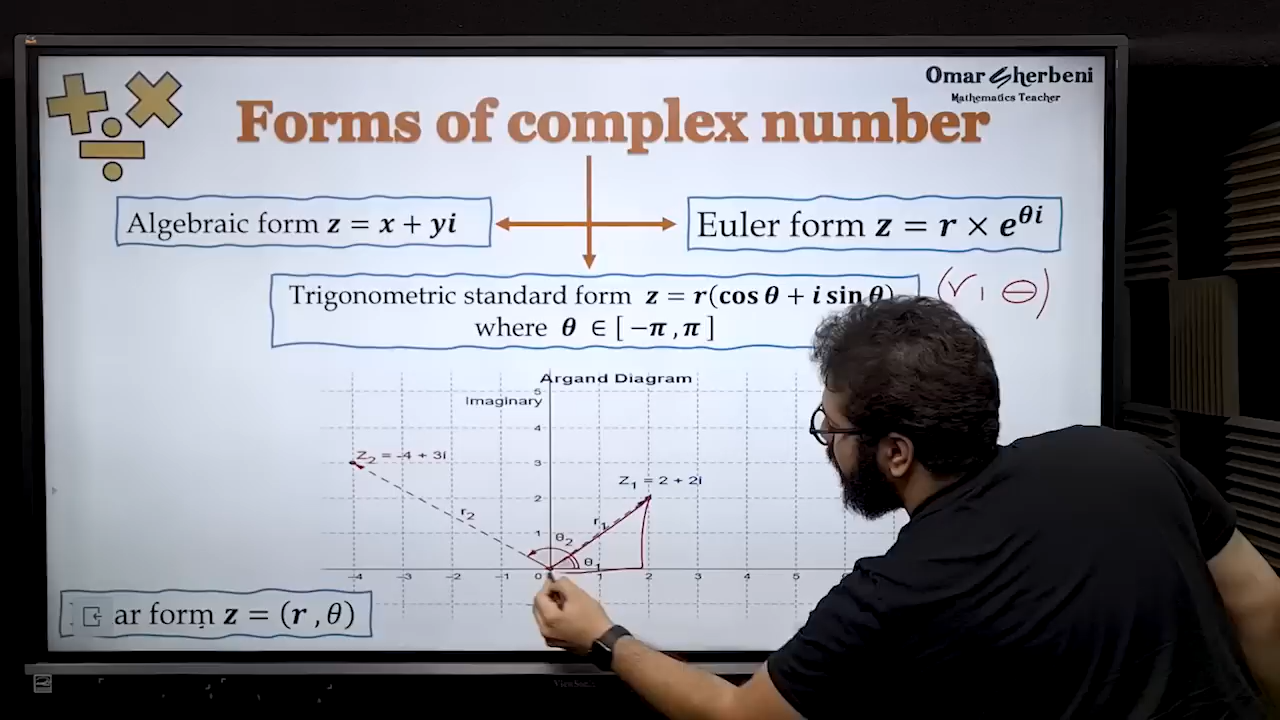 Omar Sherbeni
Mathematics Teacher
Forms of complex number
Algebraic form z = x + yi
Euler form z = r × e^θi
Trigonometric standard form z = r(cos θ + i sin θ)
where θ ∈ [ −π , π ]
(r, θ)
Argand Diagram
Imaginary
5
4
3
2
1
Z₂ = -4 + 3i
Z₁ = 2 + 2i
r₂
r₁
θ₂
θ₁
-4 -3 -2 -1 0 1 2 3 4 5
ar form z = (r , θ)